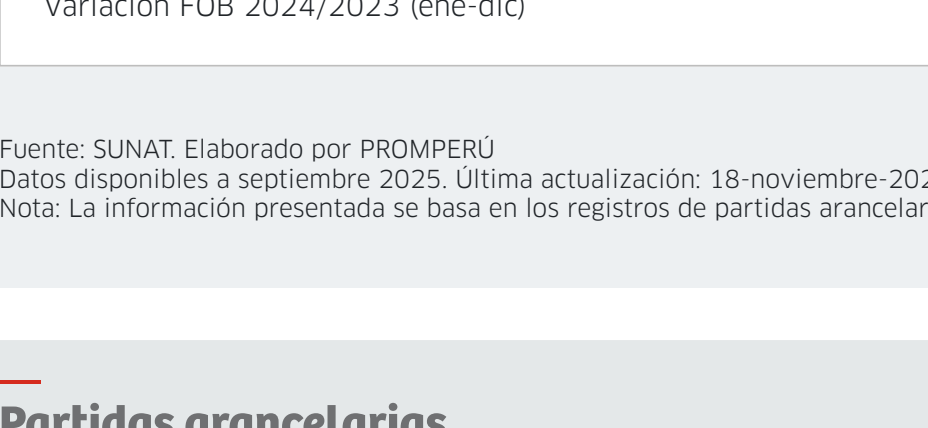 Variación FOB 2024/2023 (ene-dic)
Fuente: SUNAT. Elaborado por PROMPERÚ
Datos disponibles a septiembre 2025. Última actualización: 18-noviembre-202
Nota: La información presentada se basa en los registros de partidas arancelar
Partidas arancelarias